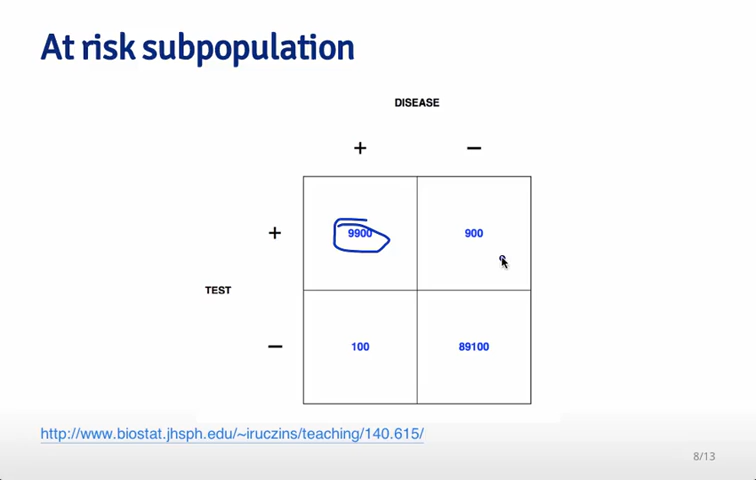 At risk subpopulation
DISEASE
+ −
+ 9900 900
TEST
− 100 89100
http://www.biostat.jhsph.edu/~iruczins/teaching/140.615/
8/13